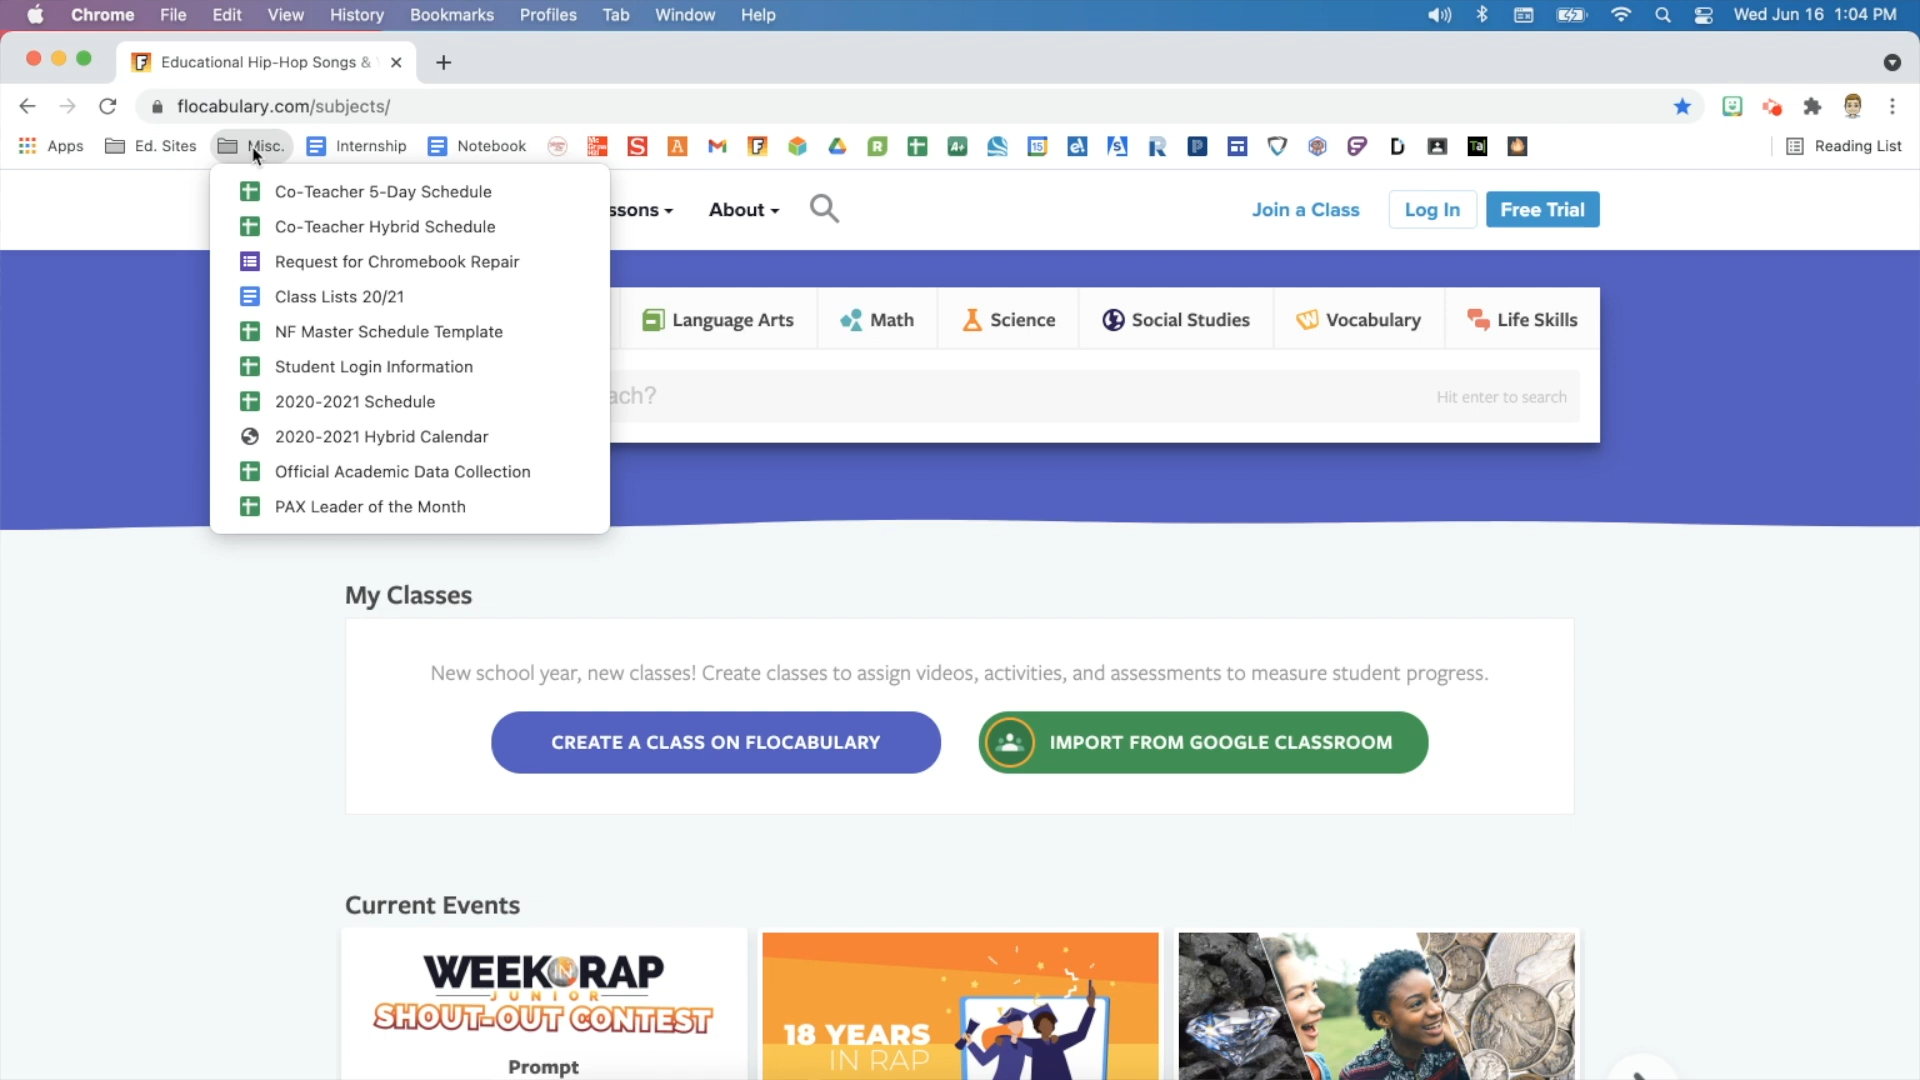 Chrome File Edit View History Bookmarks Profiles Tab Window Help Wed Jun 16 1:04 PM
Educational Hip-Hop Songs &
flocabulary.com/subjects/
Apps Ed. Sites Misc. Internship Notebook Reading List
Co-Teacher 5-Day Schedule
Co-Teacher Hybrid Schedule
Request for Chromebook Repair
Class Lists 20/21
NF Master Schedule Template
Student Login Information
2020-2021 Schedule
2020-2021 Hybrid Calendar
Official Academic Data Collection
PAX Leader of the Month
ssons About Join a Class Log In Free Trial
Language Arts Math Science Social Studies Vocabulary Life Skills
ach? Hit enter to search
My Classes
New school year, new classes! Create classes to assign videos, activities, and assessments to measure student progress.
CREATE A CLASS ON FLOCABULARY IMPORT FROM GOOGLE CLASSROOM
Current Events
WEEK IN RAP
JUNIOR
SHOUT-OUT CONTEST
Prompt
18 YEARS
IN RAP